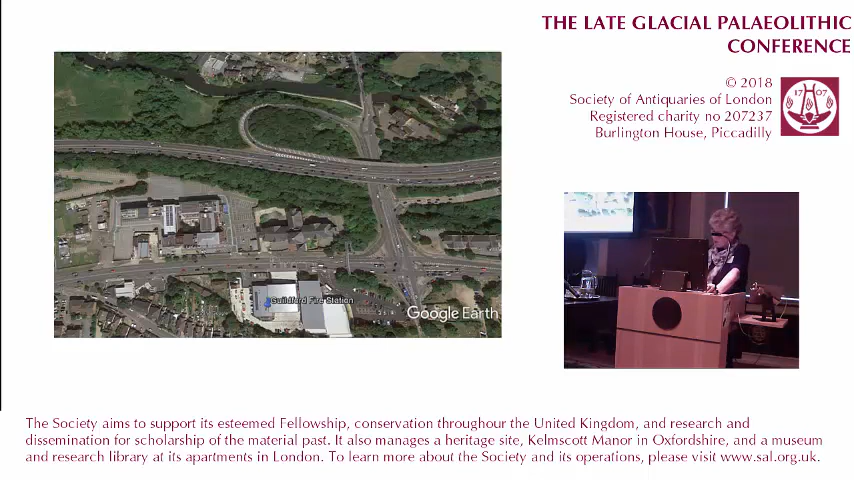 THE LATE GLACIAL PALAEOLITHIC
CONFERENCE
© 2018
Society of Antiquaries of London
Registered charity no 207237
Burlington House, Piccadilly
1707
Guildford Fire Station
Google Earth
The Society aims to support its esteemed Fellowship, conservation throughour the United Kingdom, and research and
dissemination for scholarship of the material past. It also manages a heritage site, Kelmscott Manor in Oxfordshire, and a museum
and research library at its apartments in London. To learn more about the Society and its operations, please visit www.sal.org.uk.